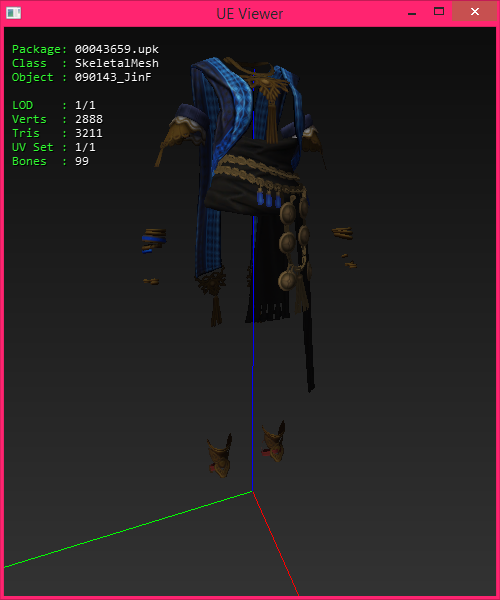 UE Viewer
Package: 00043659.upk
Class : SkeletalMesh
Object : 090143_JinF
LOD : 1/1
Verts : 2888
Tris : 3211
UV Set : 1/1
Bones : 99